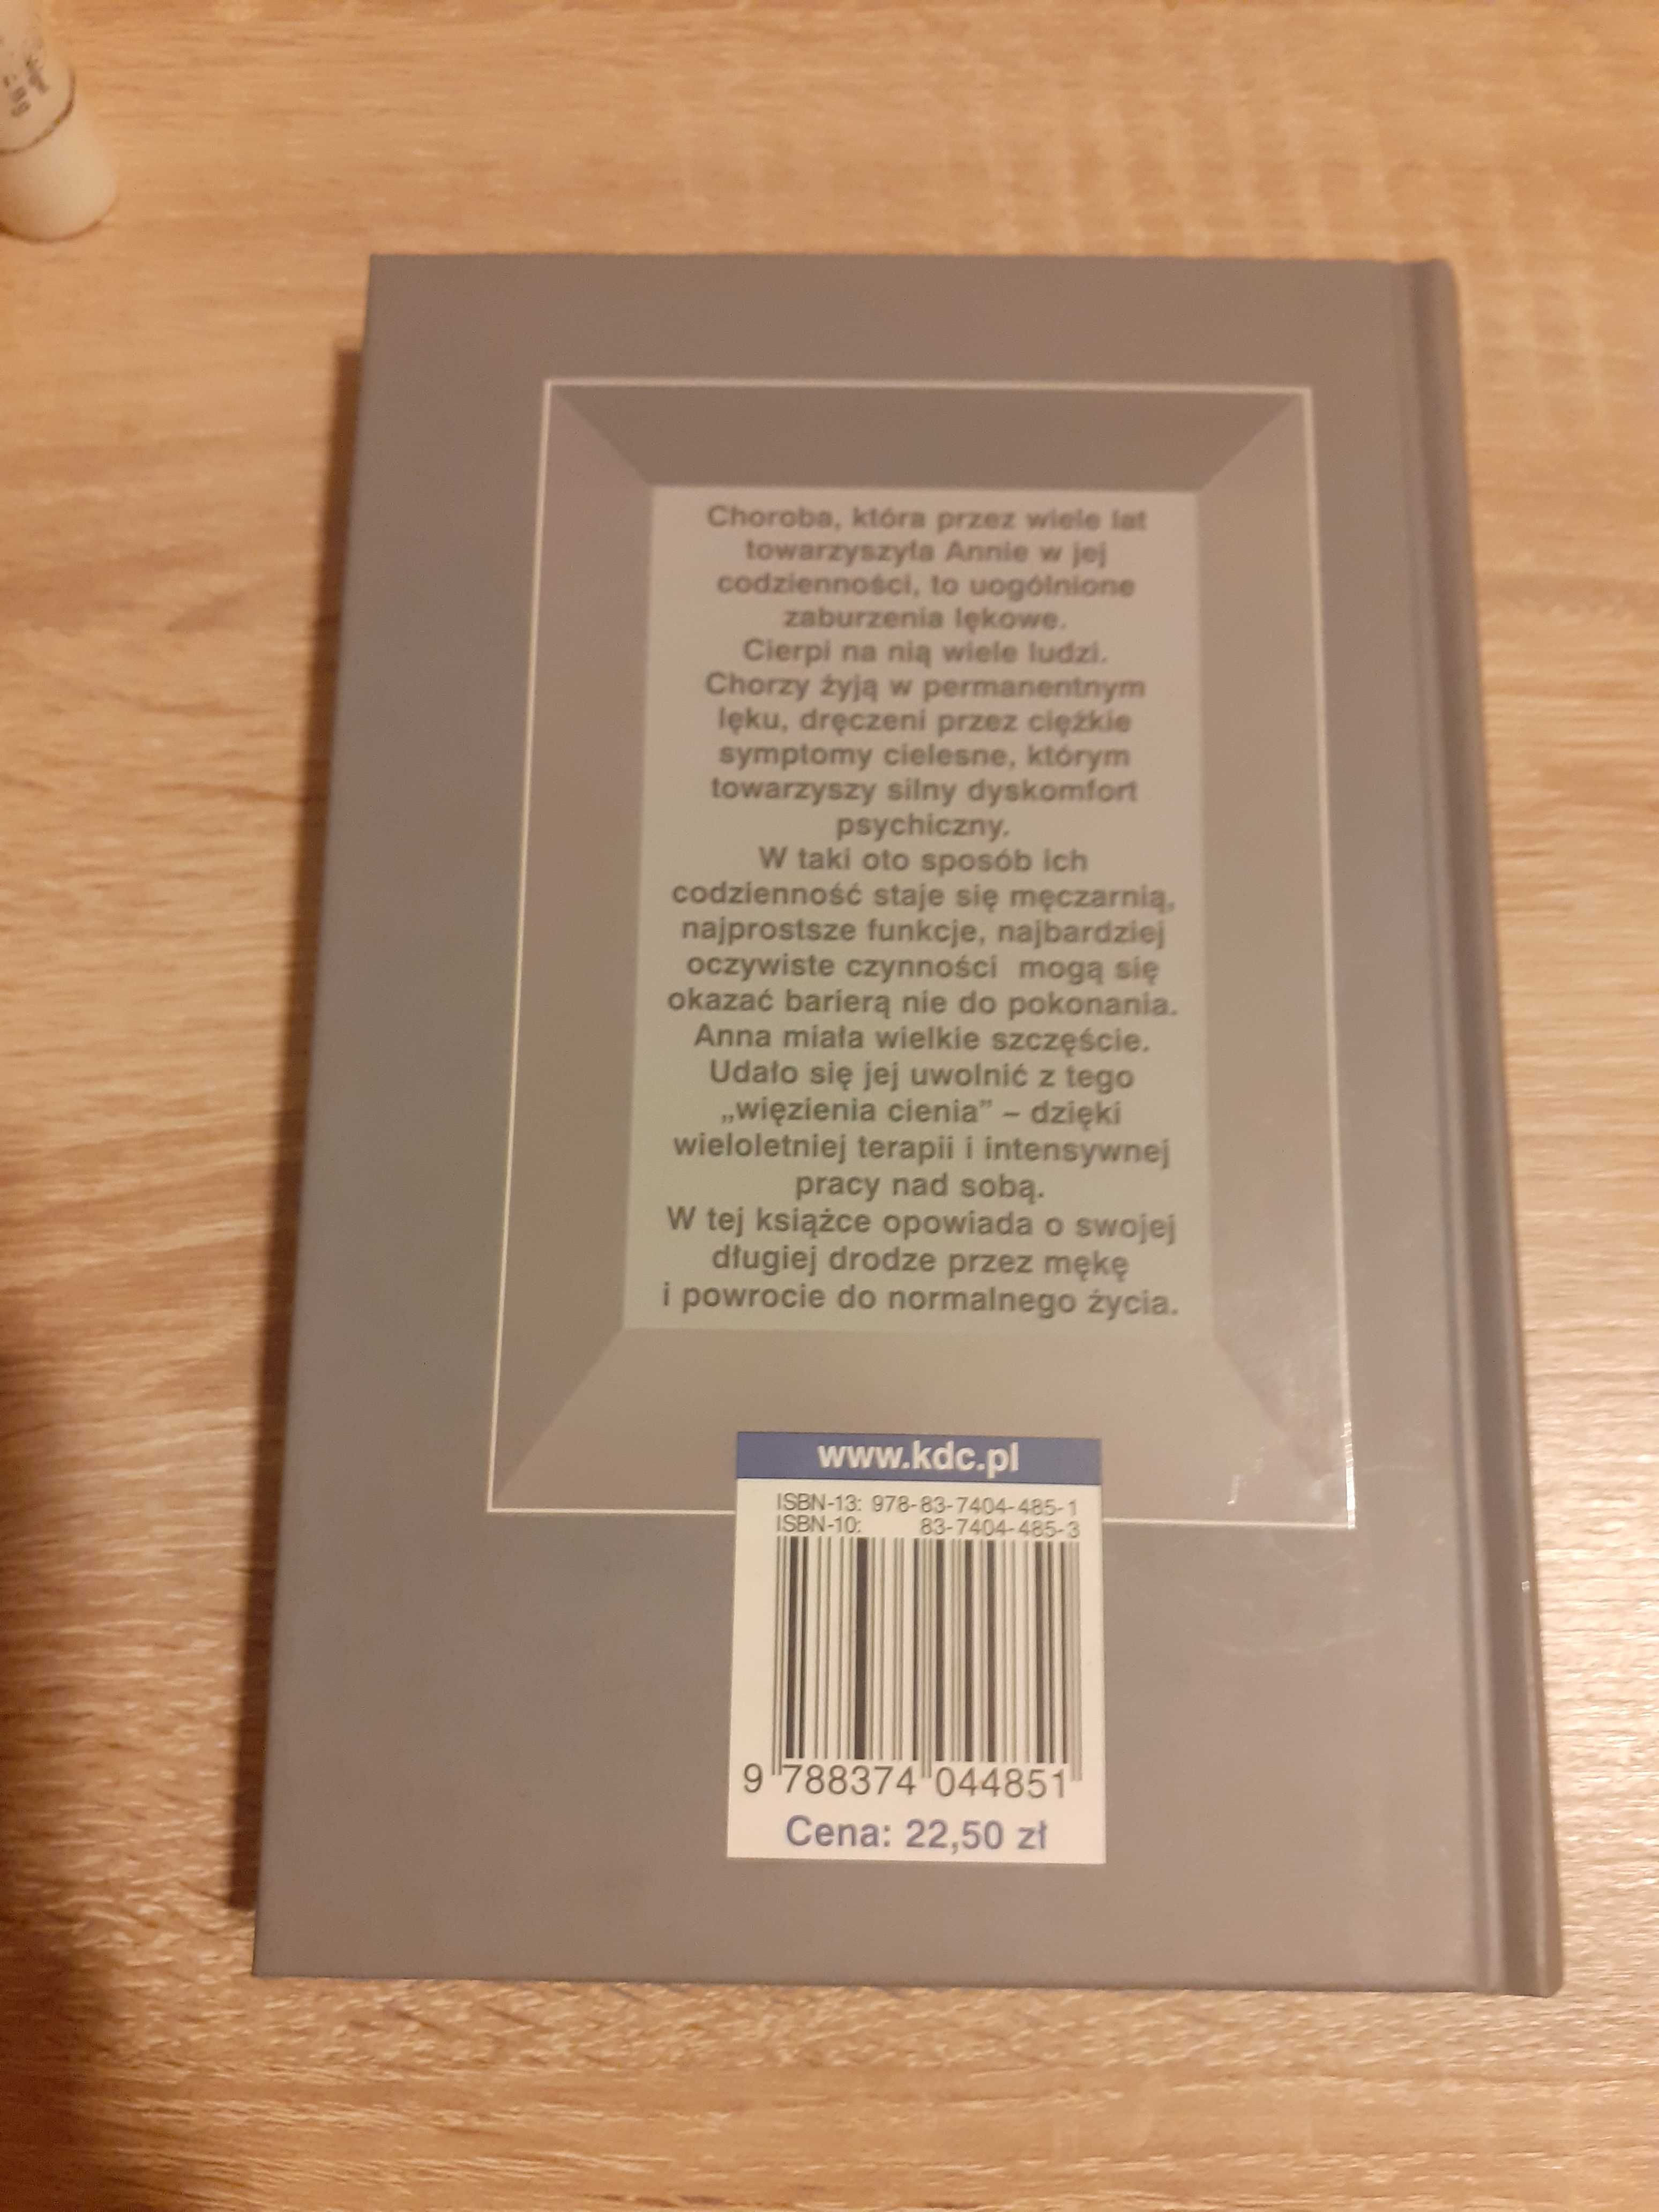 Choroba, która przez wiele lat
towarzyszyła Annie w jej
codzienności, to uogólnione
zaburzenia lękowe.
Cierpi na nią wiele ludzi.
Chorzy żyją w permanentnym
lęku, dręczeni przez ciężkie
symptomy cielesne, którym
towarzyszy silny dyskomfort
psychiczny.
W taki oto sposób ich
codzienność staje się męczarnią,
najprostsze funkcje, najbardziej
oczywiste czynności mogą się
okazać barierą nie do pokonania.
Anna miała wielkie szczęście.
Udało się jej uwolnić z tego
„więzienia cienia” – dzięki
wieloletniej terapii i intensywnej
pracy nad sobą.
W tej książce opowiada o swojej
długiej drodze przez mękę
i powrocie do normalnego życia.
www.kdc.pl
ISBN-13: 978-83-7404-485-1
ISBN-10: 83-7404-485-3
9 788374 044851
Cena: 22,50 zł